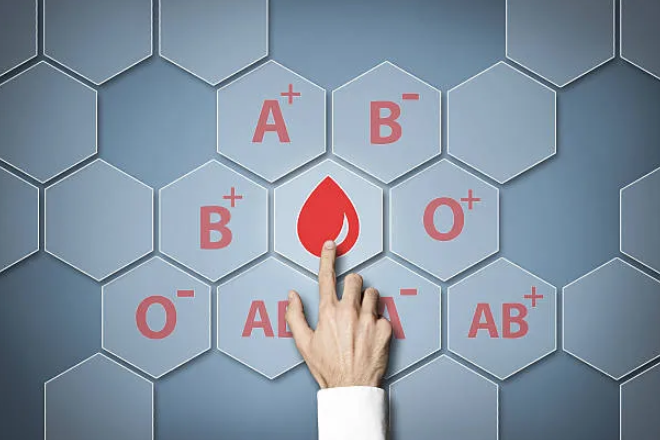 A+ B-
B+ O+
O- AB A- AB+